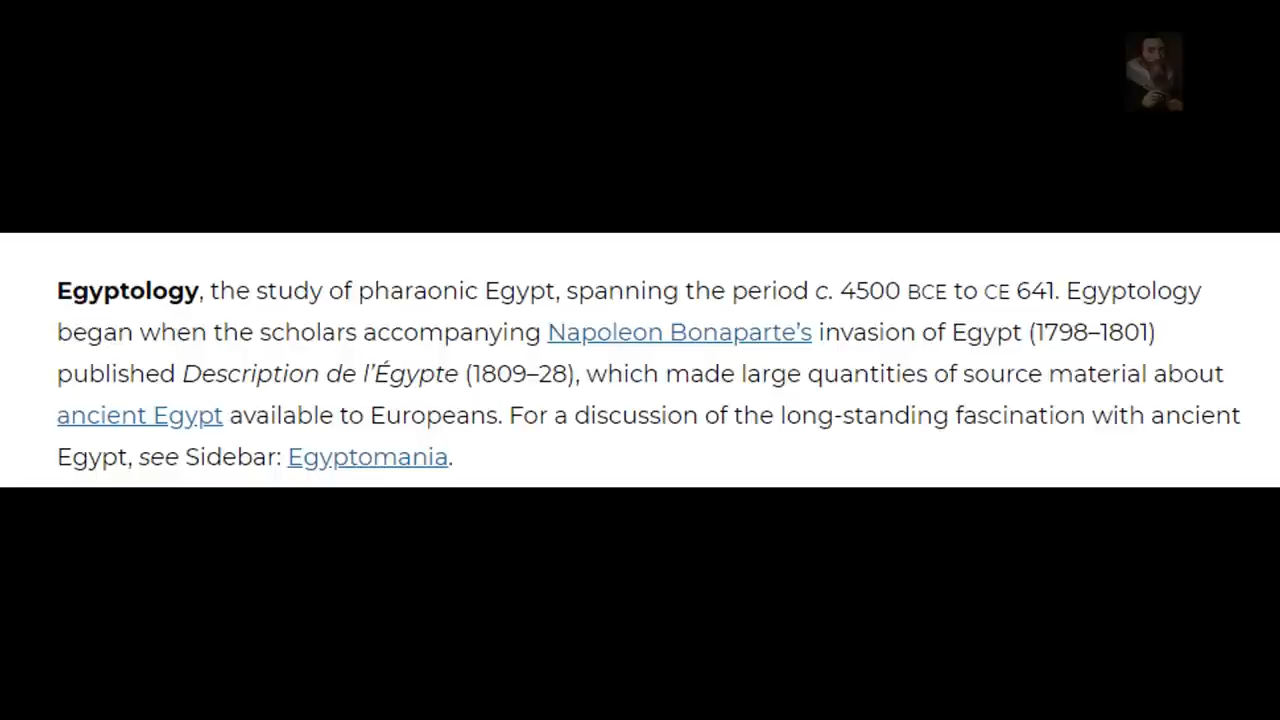 Egyptology, the study of pharaonic Egypt, spanning the period c. 4500 BCE to CE 641. Egyptology
began when the scholars accompanying Napoleon Bonaparte’s invasion of Egypt (1798–1801)
published Description de l’Égypte (1809–28), which made large quantities of source material about
ancient Egypt available to Europeans. For a discussion of the long-standing fascination with ancient
Egypt, see Sidebar: Egyptomania.